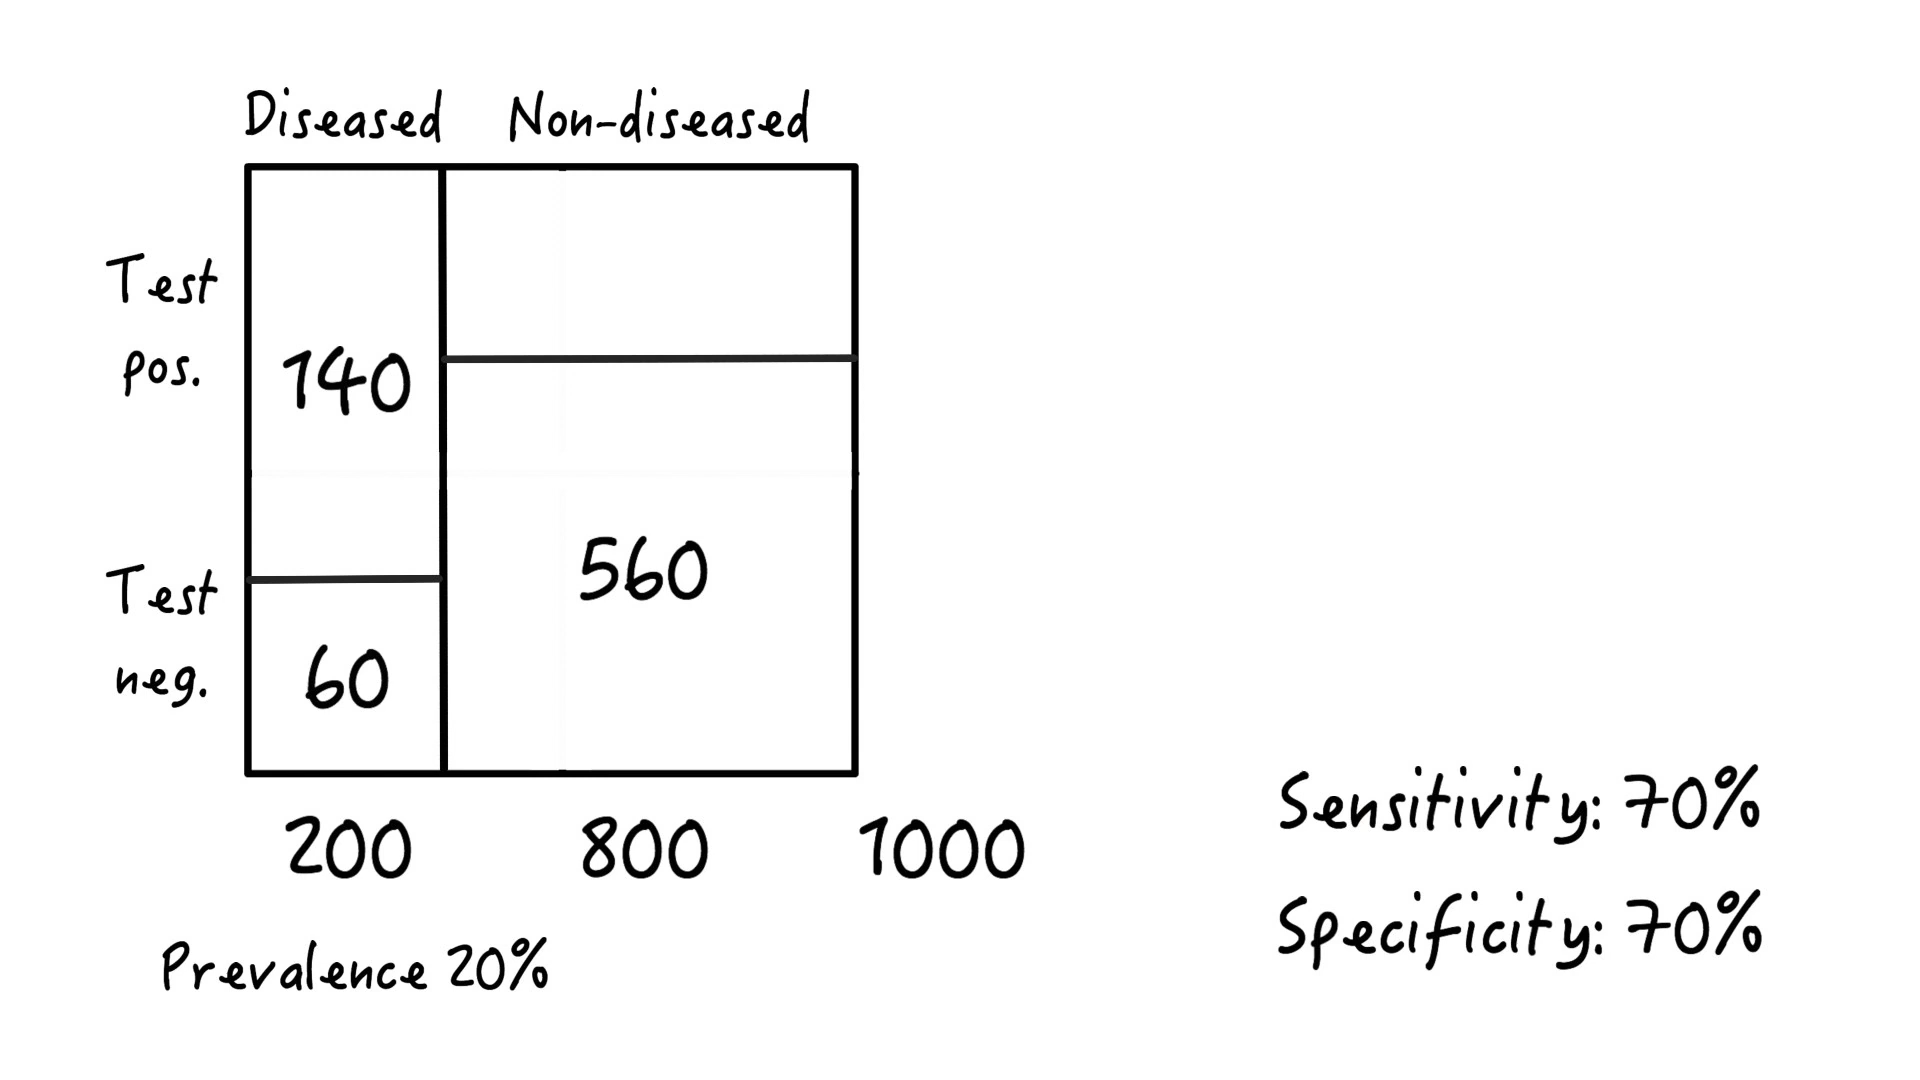 Diseased Non-diseased
Test
pos.
140
560
Test
neg.
60
200 800 1000
Prevalence 20%
Sensitivity: 70%
Specificity: 70%